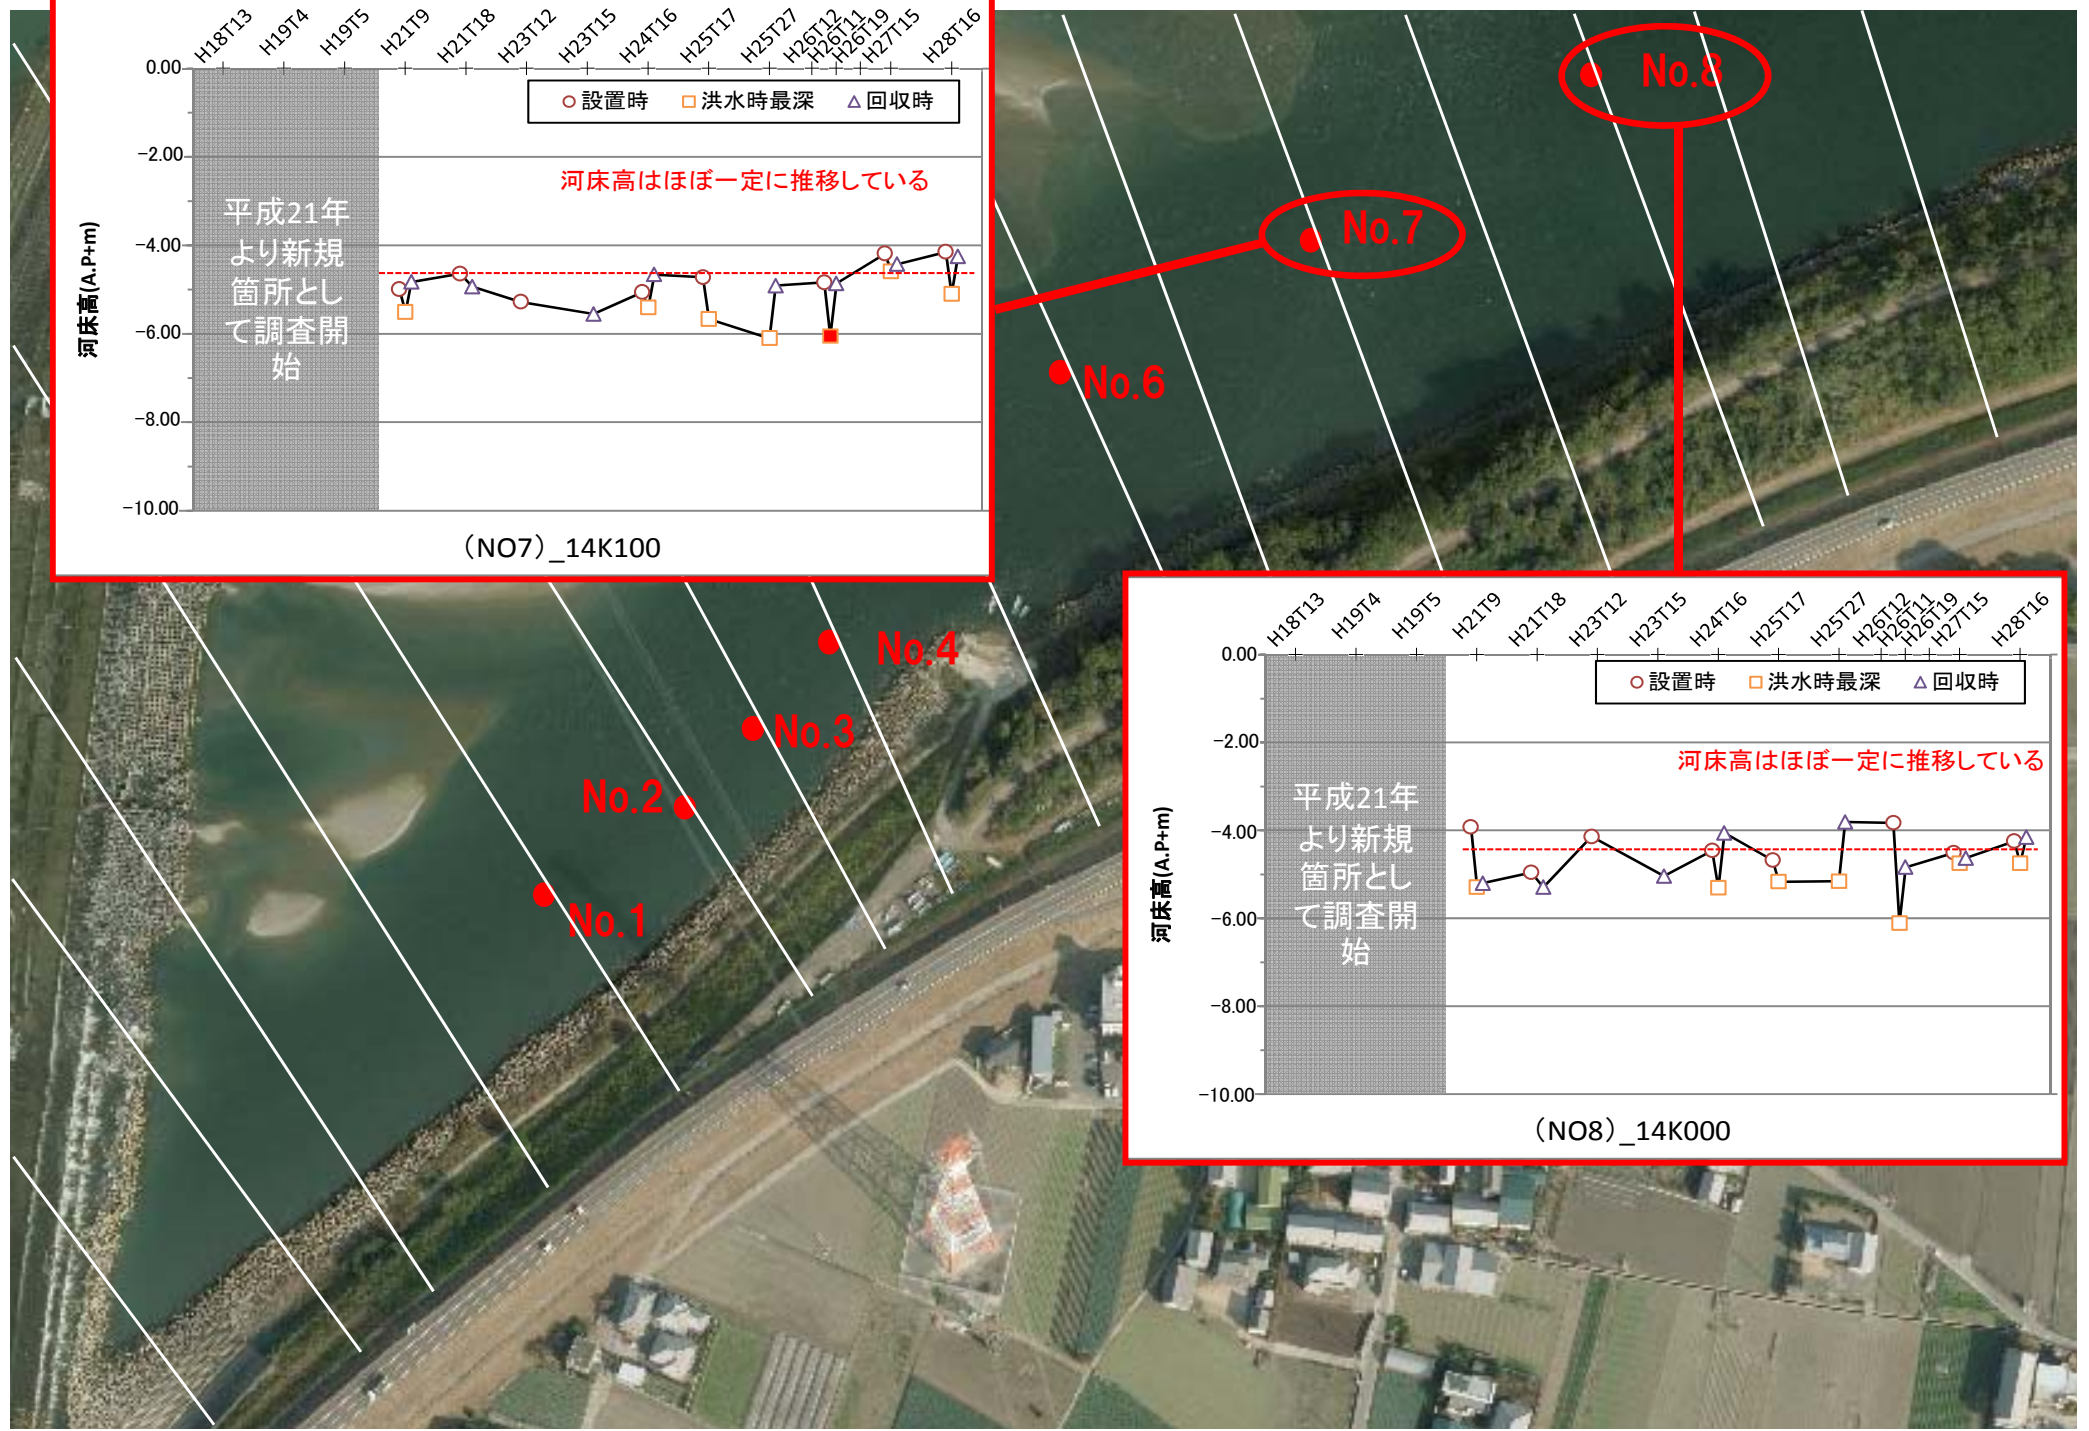 H18T13
H19T4
H19T5
H21T9
H21T18
H23T12
H23T15
H24T16
H25T17
H25T27
H26T12
H26T11
H26T19
H27T15
H28T16
0.00
-2.00
-4.00
-6.00
-8.00
-10.00
河床高(A.P+m)
設置時 洪水時最深 回収時
河床高はほぼ一定に推移している
平成21年
より新規
箇所とし
て調査開
始
（NO7）_14K100
No.8
No.7
No.6
No.4
No.3
No.2
No.1
H18T13
H19T4
H19T5
H21T9
H21T18
H23T12
H23T15
H24T16
H25T17
H25T27
H26T12
H26T11
H26T19
H27T15
H28T16
0.00
-2.00
-4.00
-6.00
-8.00
-10.00
河床高(A.P+m)
設置時 洪水時最深 回収時
河床高はほぼ一定に推移している
平成21年
より新規
箇所とし
て調査開
始
（NO8）_14K000